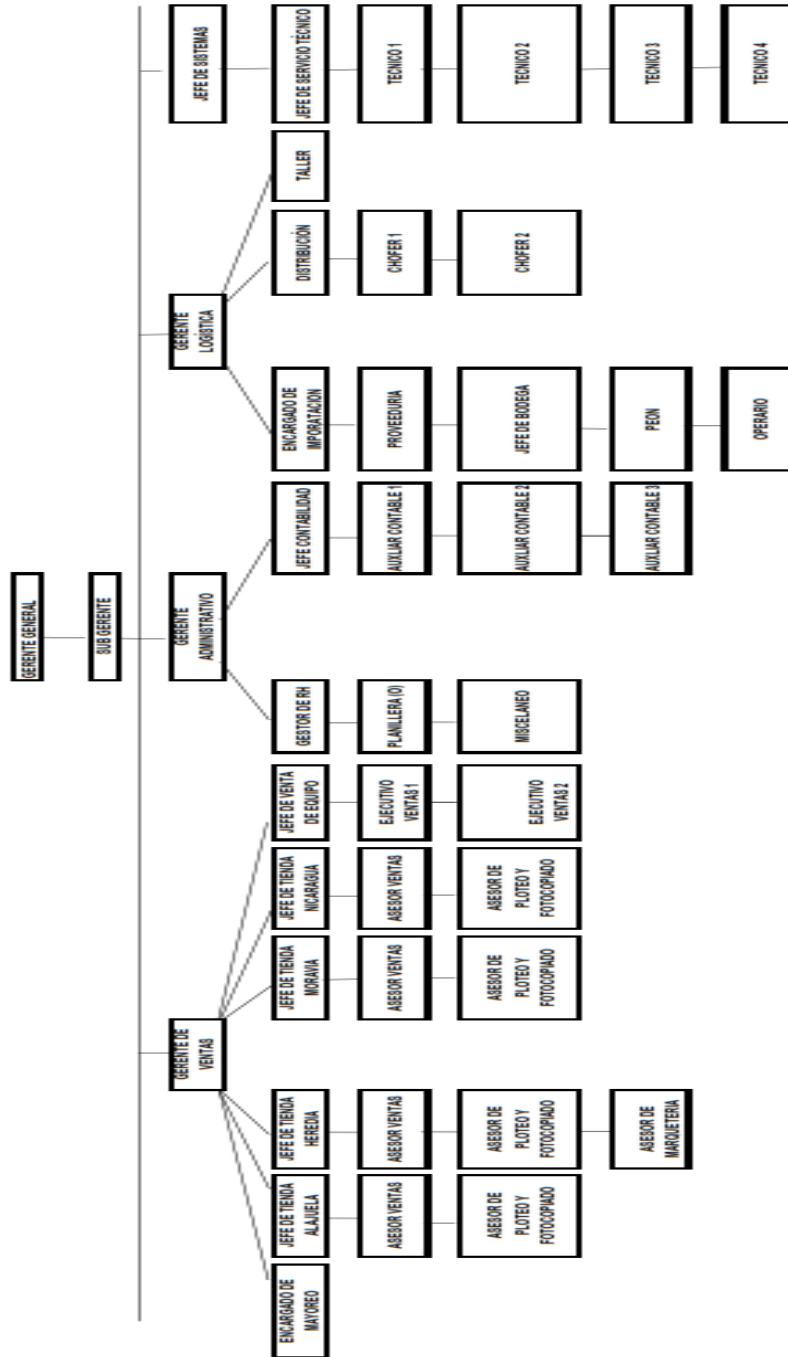 GERENTE GENERAL
SUB GERENTE
GERENTE DE
VENTAS
GERENTE
ADMINISTRATIVO
GERENTE
LOGÍSTICA
JEFE DE SISTEMAS
ENCARGADO DE
MAYOREO
JEFE DE TIENDA
ALAJUELA
JEFE DE TIENDA
HEREDIA
JEFE DE TIENDA
MORAVIA
JEFE DE TIENDA
NICARAGUA
JEFE DE VENTA
DE EQUIPO
GESTOR DE RH
JEFE CONTABILIDAD
ENCARGADO DE
IMPORATACION
DISTRIBUCIÓN
TALLER
JEFE DE SERVICIO TÉCNICO
ASESOR VENTAS
ASESOR VENTAS
ASESOR VENTAS
ASESOR VENTAS
EJECUTIVO
VENTAS 1
PLANILLERA (O)
AUXLIAR CONTABLE 1
PROVEEDURIA
CHOFER 1
TECNICO 1
ASESOR DE
PLOTEO Y
FOTOCOPIADO
ASESOR DE
PLOTEO Y
FOTOCOPIADO
ASESOR DE
PLOTEO Y
FOTOCOPIADO
ASESOR DE
PLOTEO Y
FOTOCOPIADO
EJECUTIVO
VENTAS 2
MISCELANEO
AUXLIAR CONTABLE 2
JEFE DE BODEGA
CHOFER 2
TECNICO 2
ASESOR DE
MARQUETERIA
AUXLIAR CONTABLE 3
PEON
TECNICO 3
OPERARIO
TECNICO 4